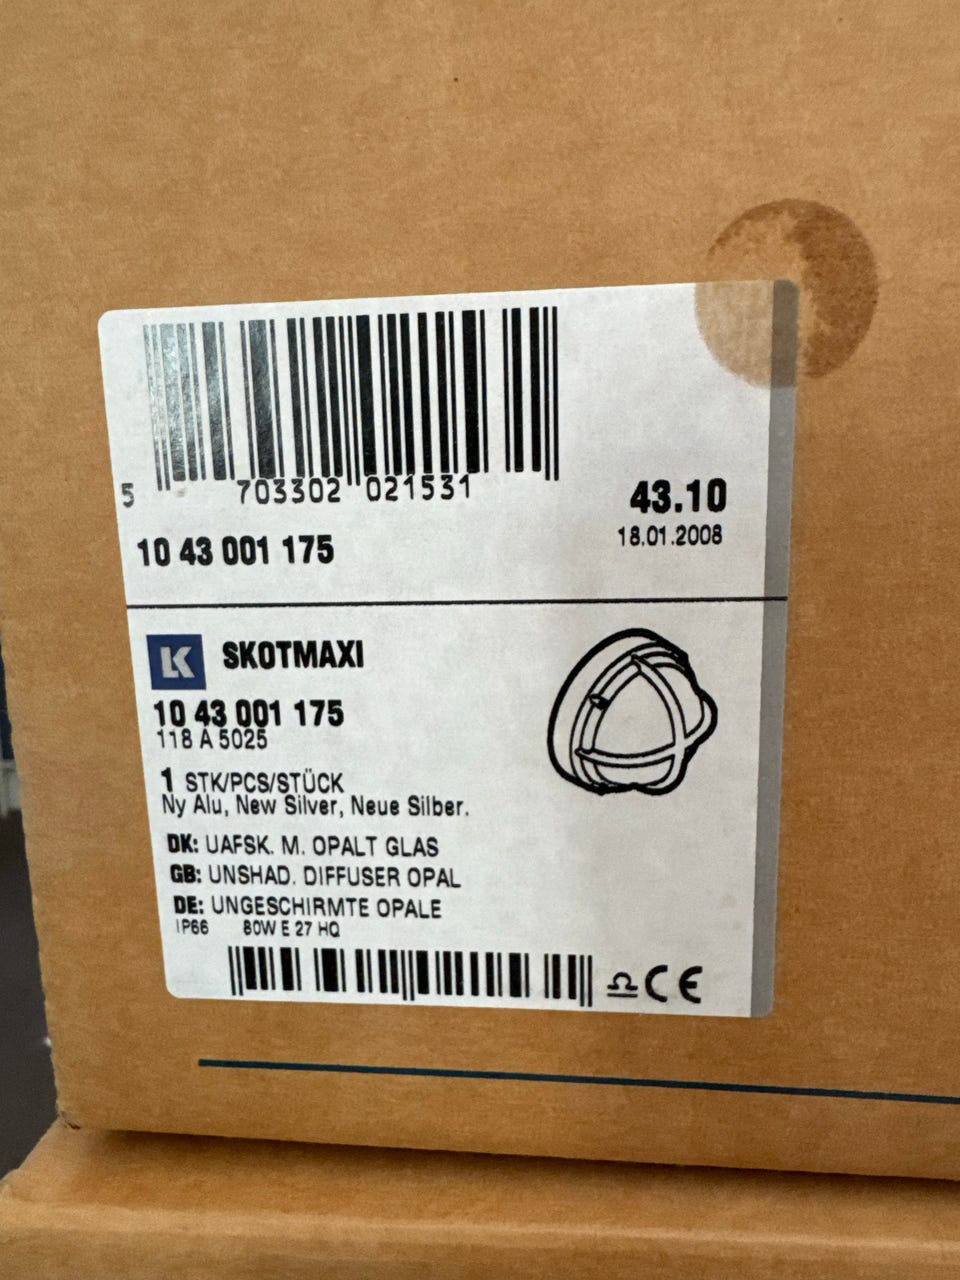 5 703302 021531
43.10
18.01.2008
10 43 001 175
LK SKOTMAXI
10 43 001 175
118 A 5025
1 STK/PCS/STÜCK
Ny Alu, New Silver, Neue Silber.
DK: UAFSK. M. OPALT GLAS
GB: UNSHAD. DIFFUSER OPAL
DE: UNGESCHIRMTE OPALE
IP66 80W E 27 HQ
CE